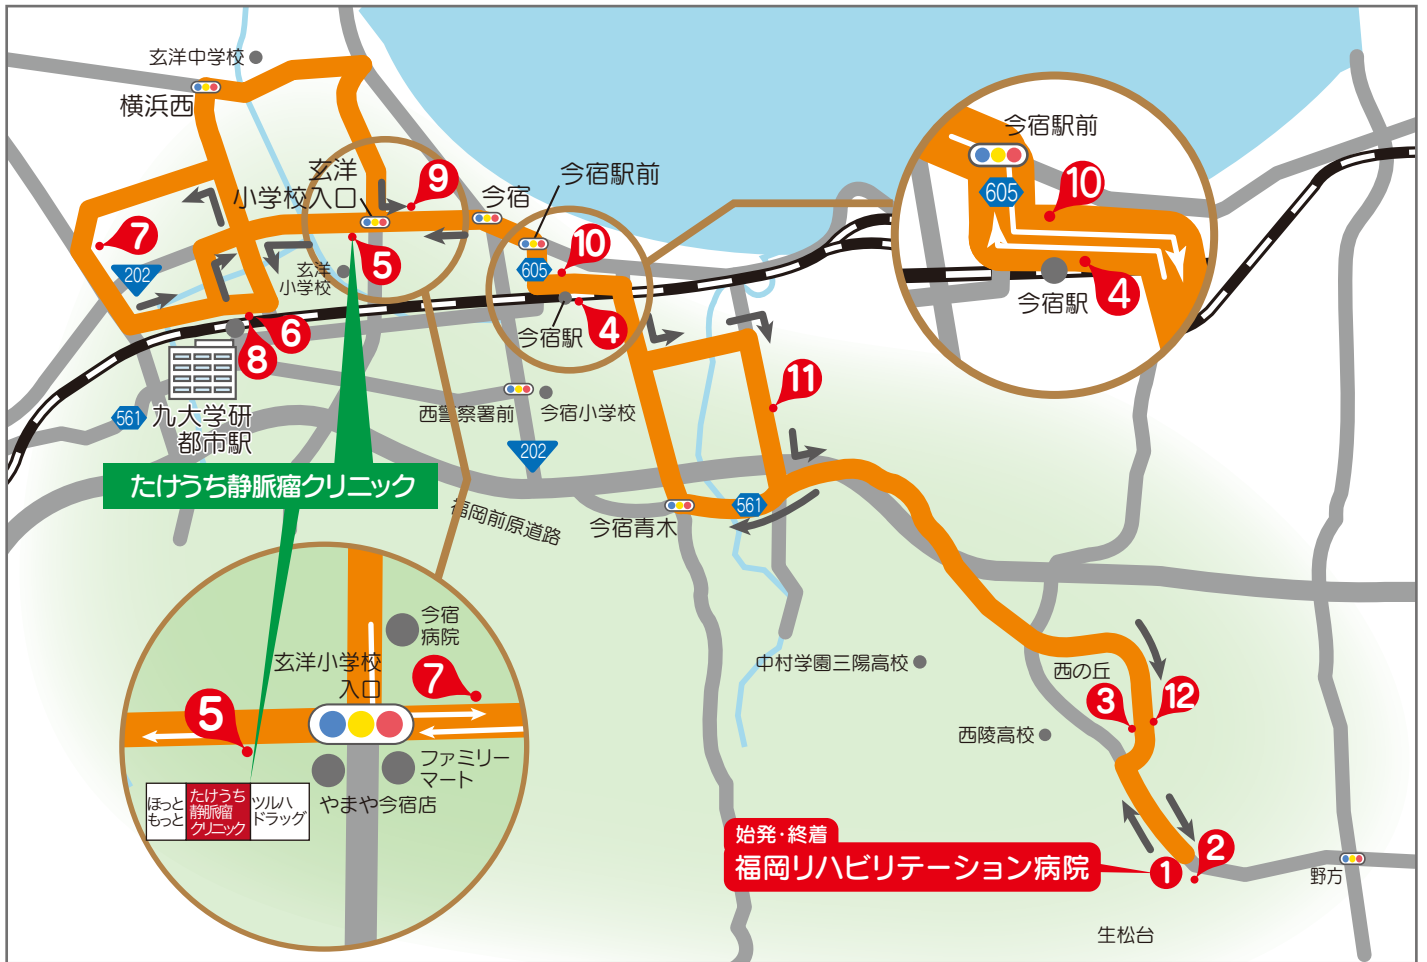 玄洋中学校
横浜西
玄洋
小学校入口
9
今宿
今宿駅前
7
202
玄洋
小学校
5
605
10
今宿駅
4
6
8
九大学研
都市駅
561
西警察署前
今宿小学校
202
11
たけうち静脈瘤クリニック
福岡前原道路
今宿青木
561
今宿駅前
605
10
今宿駅
4
今宿
病院
玄洋小学校
入口
7
5
ファミリー
マート
やまや今宿店
ほっと
もっと
たけうち
静脈瘤
クリニック
ツルハ
ドラッグ
中村学園三陽高校
西の丘
3
12
西陵高校
始発・終着
福岡リハビリテーション病院
1
2
野方
生松台